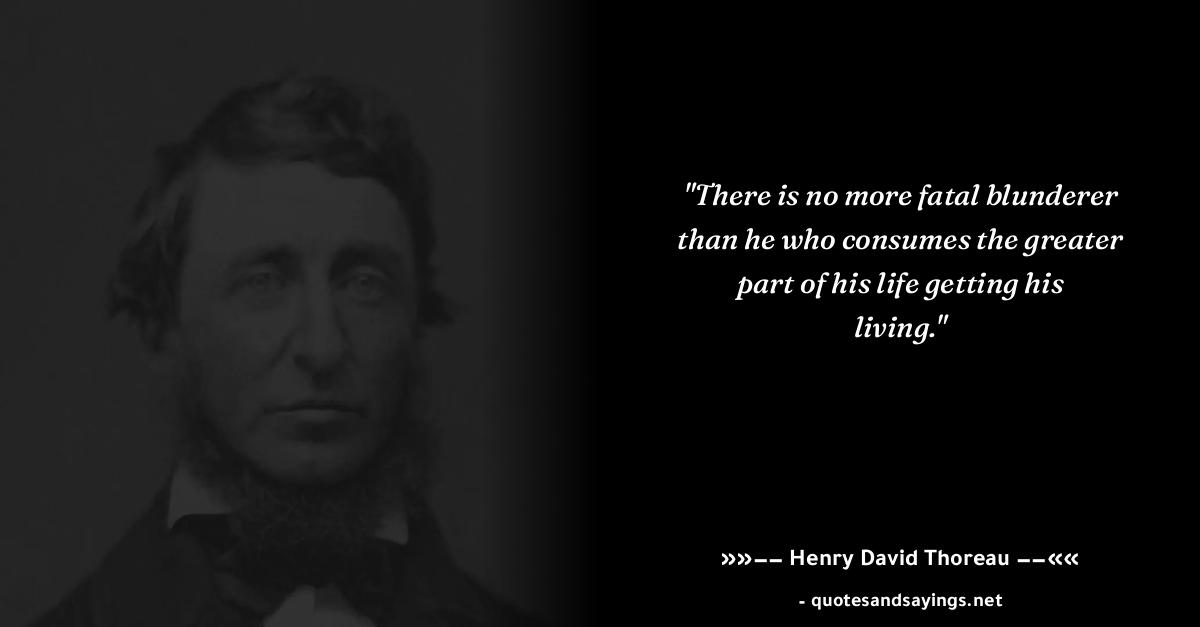 "There is no more fatal blunderer
than he who consumes the greater
part of his life getting his
living."
»»−− Henry David Thoreau −−««
- quotesandsayings.net